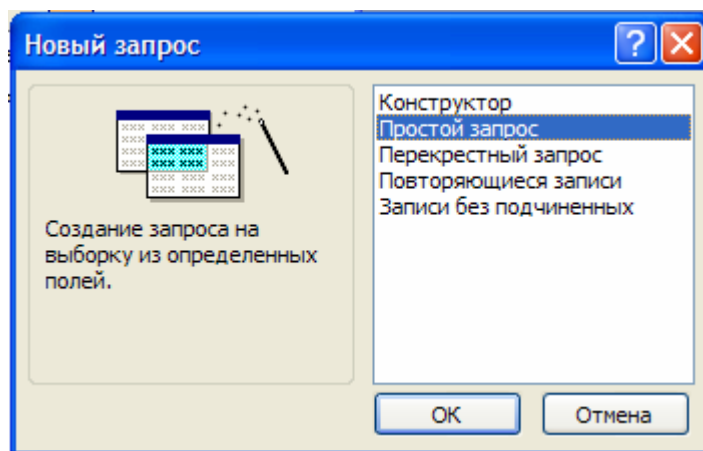 Новый запрос
Создание запроса на
выборку из определенных
полей.
Конструктор
Простой запрос
Перекрестный запрос
Повторяющиеся записи
Записи без подчиненных
ОК
Отмена